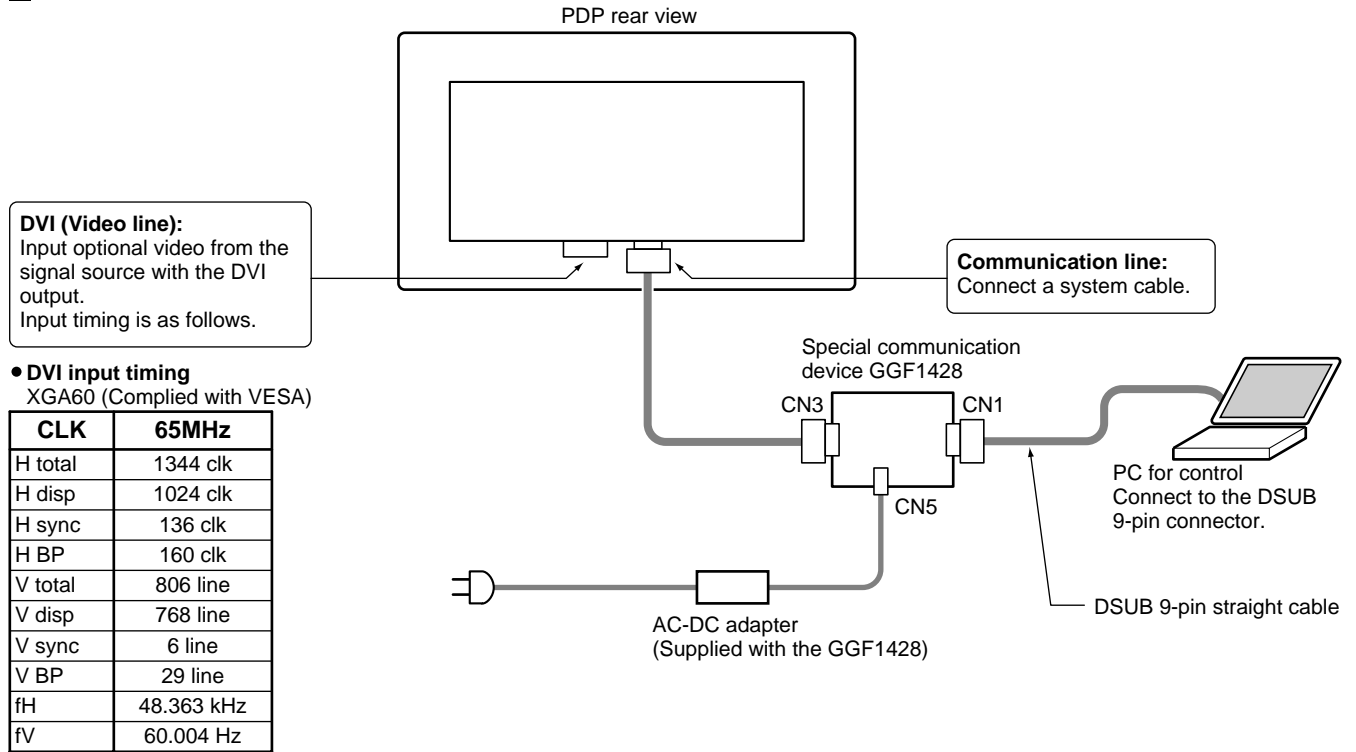 PDP rear view
DVI (Video line):
Input optional video from the
signal source with the DVI
output.
Input timing is as follows.
Communication line:
Connect a system cable.
• DVI input timing
XGA60 (Complied with VESA)
CLK 65MHz
H total 1344 clk
H disp 1024 clk
H sync 136 clk
H BP 160 clk
V total 806 line
V disp 768 line
V sync 6 line
V BP 29 line
fH 48.363 kHz
fV 60.004 Hz
Special communication
device GGF1428
CN3
CN1
CN5
PC for control
Connect to the DSUB
9-pin connector.
DSUB 9-pin straight cable
AC-DC adapter
(Supplied with the GGF1428)